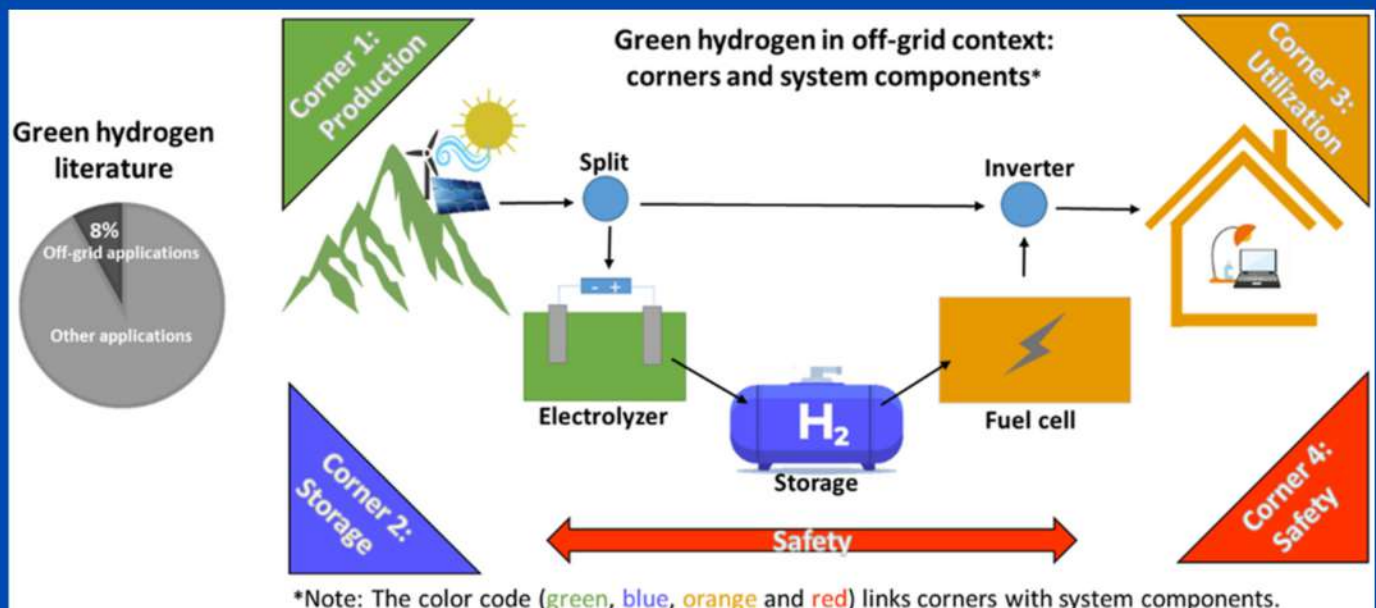 Green hydrogen in off-grid context:
corners and system components*
Corner 1:
Production
Corner 3:
Utilization
Green hydrogen
literature
8%
Off-grid applications
Other applications
Split
Inverter
- +
Electrolyzer
H₂
Storage
Fuel cell
Corner 2:
Storage
Safety
Corner 4:
Safety
*Note: The color code (green, blue, orange and red) links corners with system components.